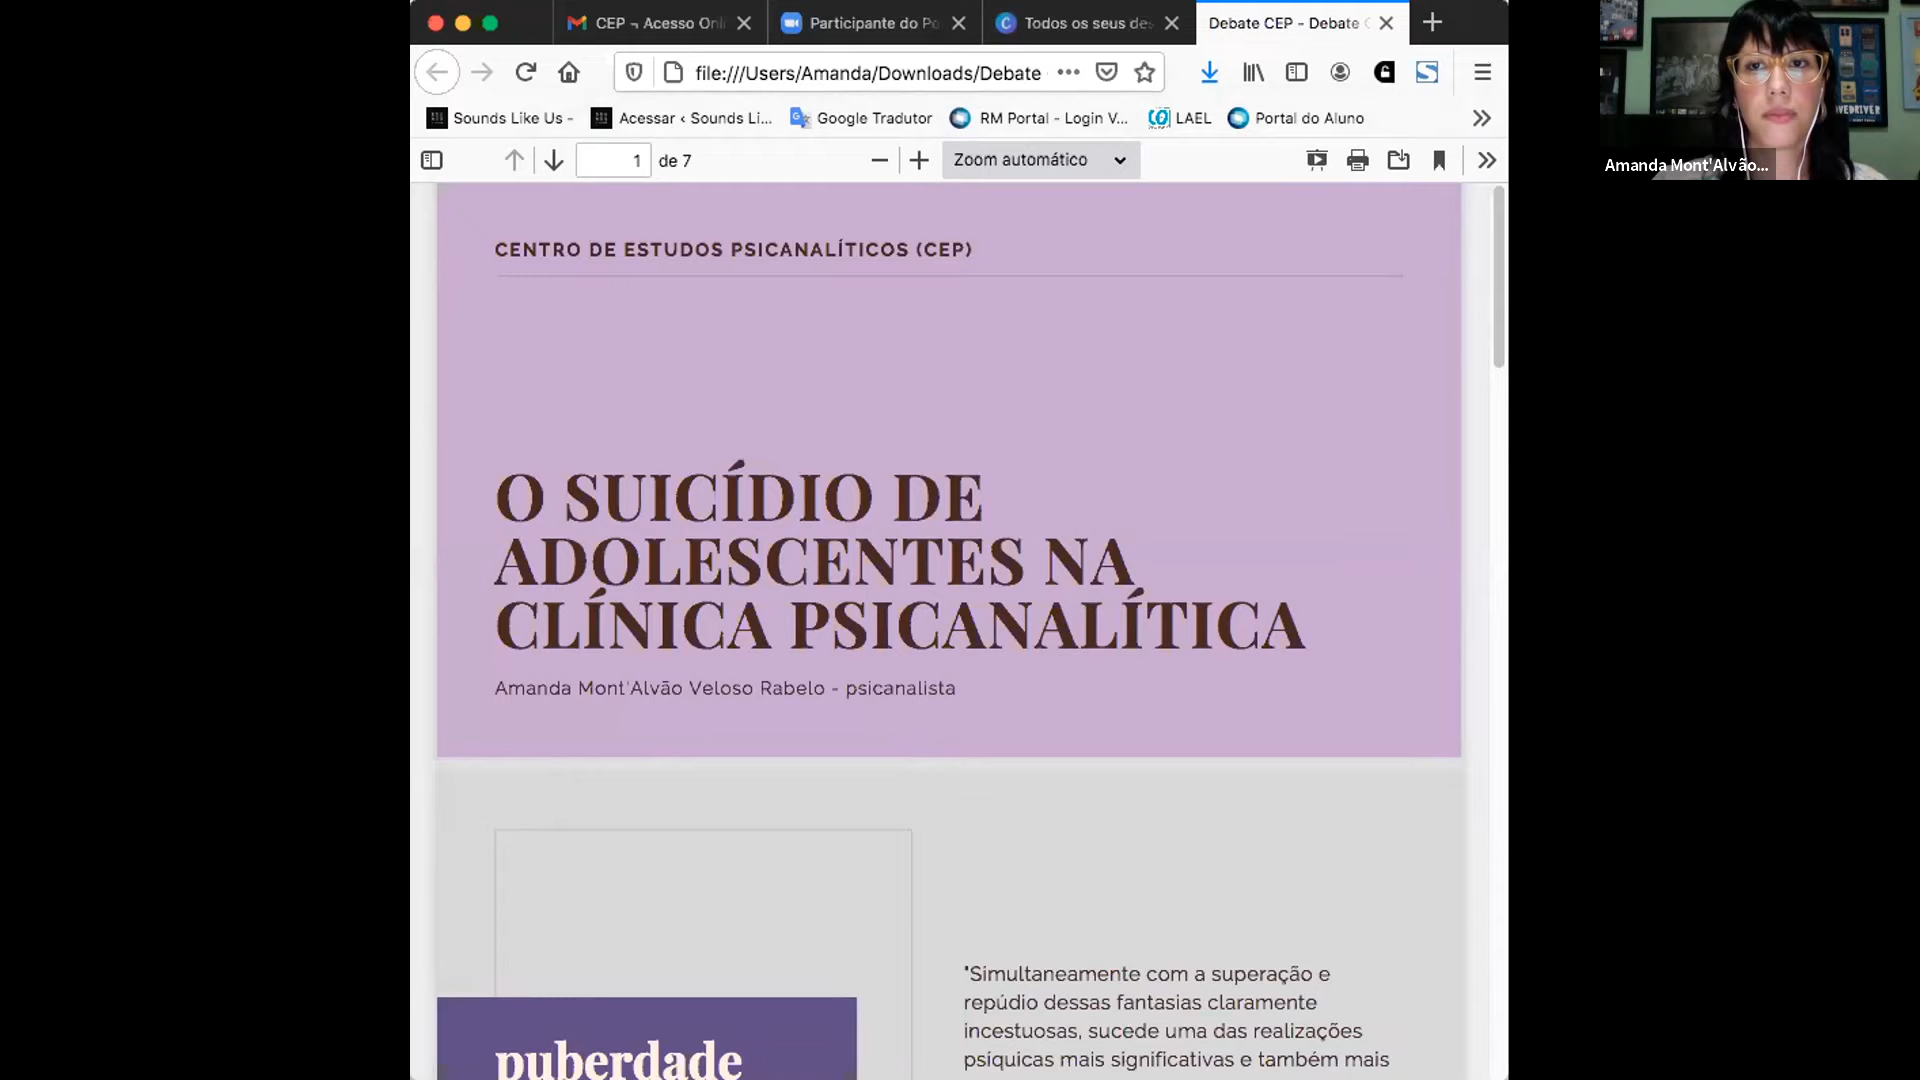 CEP ¬ Acesso Onl
Participante do Po
Todos os seus de
Debate CEP - Debate
file:///Users/Amanda/Downloads/Debate
Sounds Like Us -
Acessar ‹ Sounds Li...
Google Tradutor
RM Portal - Login V...
LAEL
Portal do Aluno
1 de 7
Zoom automático
Amanda Mont'Alvão...
CENTRO DE ESTUDOS PSICANALÍTICOS (CEP)
O SUICÍDIO DE
ADOLESCENTES NA
CLÍNICA PSICANALÍTICA
Amanda Mont'Alvão Veloso Rabelo - psicanalista
puberdade
"Simultaneamente com a superação e
repúdio dessas fantasias claramente
incestuosas, sucede uma das realizações
psíquicas mais significativas e também mais